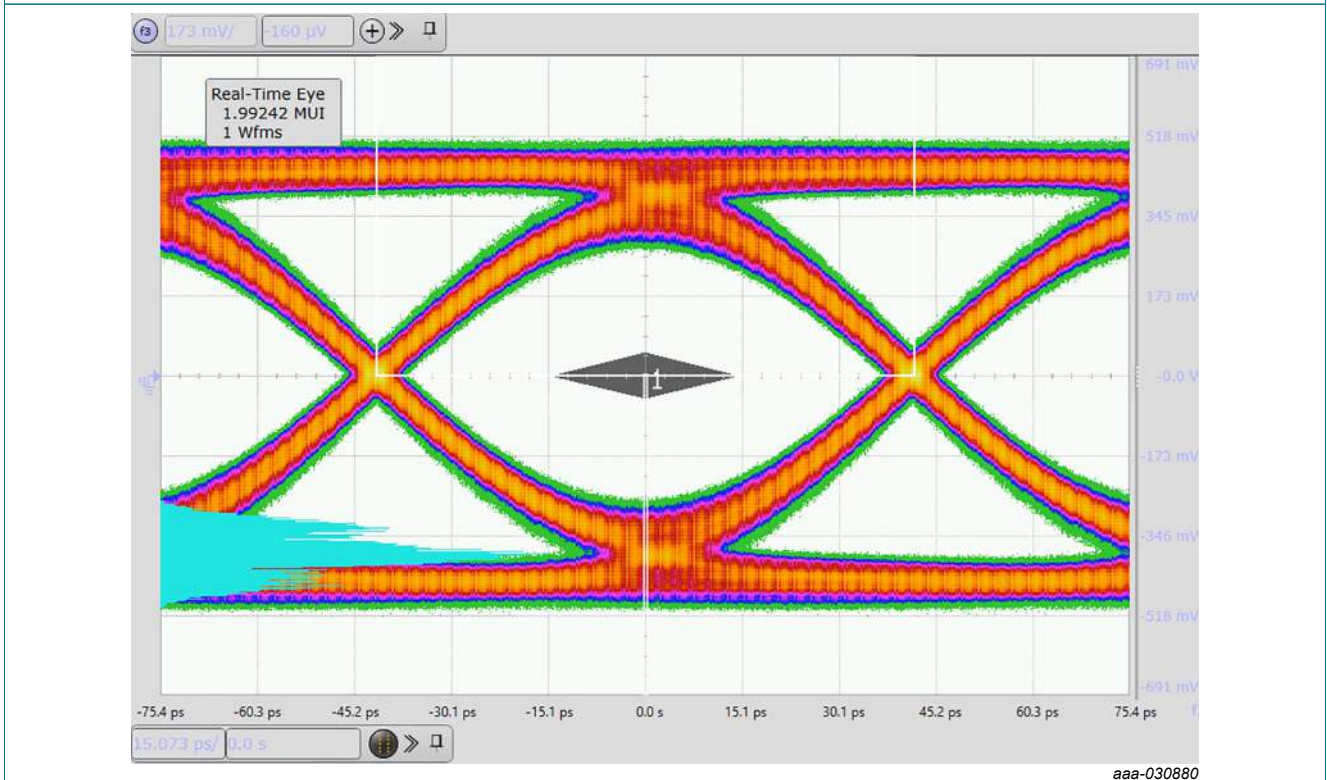 f3 173 mV/ -160 µV
691 mV
Real-Time Eye
1.99242 MUI
1 Wfms
518 mV
345 mV
173 mV
1
-0.0 V
-173 mV
-346 mV
-518 mV
-691 mV
-75.4 ps -60.3 ps -45.2 ps -30.1 ps -15.1 ps 0.0 s 15.1 ps 30.1 ps 45.2 ps 60.3 ps 75.4 ps
15.073 ps/ 0.0 s
aaa-030880